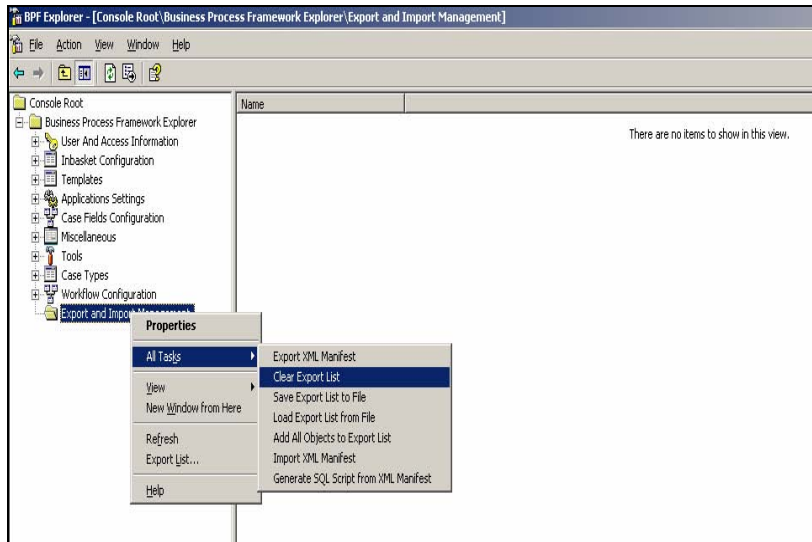 BPF Explorer - [Console Root\Business Process Framework Explorer\Export and Import Management]
File Action View Window Help
Console Root
Business Process Framework Explorer
User And Access Information
Inbasket Configuration
Templates
Applications Settings
Case Fields Configuration
Miscellaneous
Tools
Case Types
Workflow Configuration
Export and Import Management
Name
There are no items to show in this view.
Properties
All Tasks
View
New Window from Here
Refresh
Export List...
Help
Export XML Manifest
Clear Export List
Save Export List to File
Load Export List from File
Add All Objects to Export List
Import XML Manifest
Generate SQL Script from XML Manifest